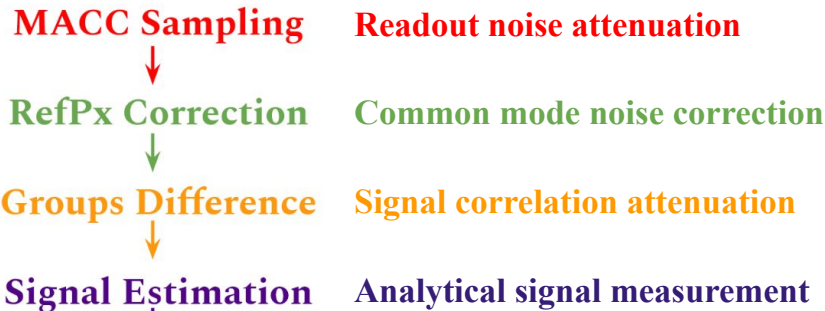 MACC Sampling Readout noise attenuation
RefPx Correction Common mode noise correction
Groups Difference Signal correlation attenuation
Signal Estimation Analytical signal measurement